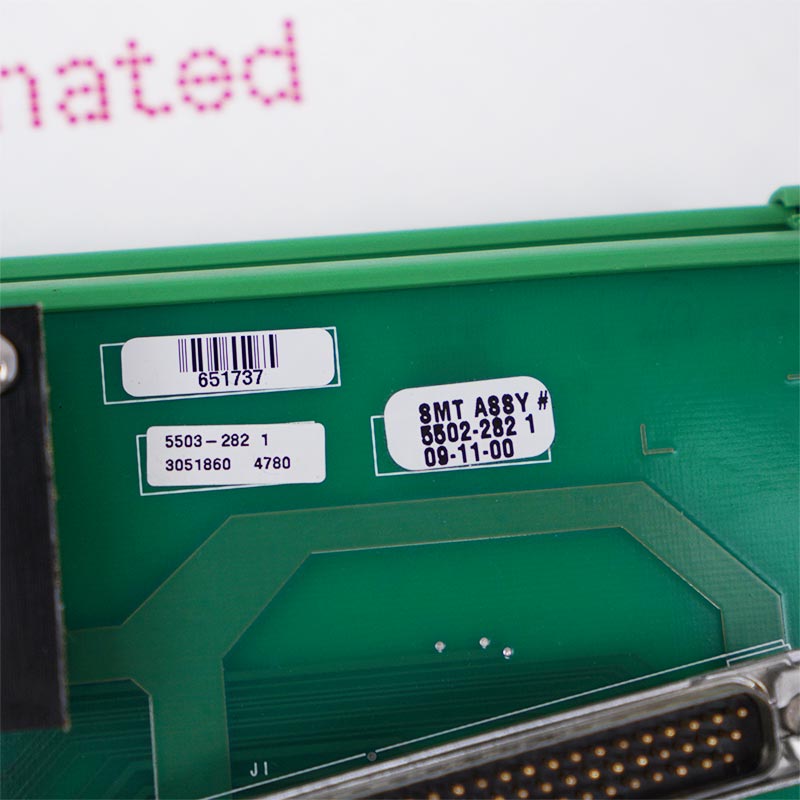 nated
651737
5503-282 1
3051860 4780
SMT ASSY #
5502-282 1
09-11-00
J1